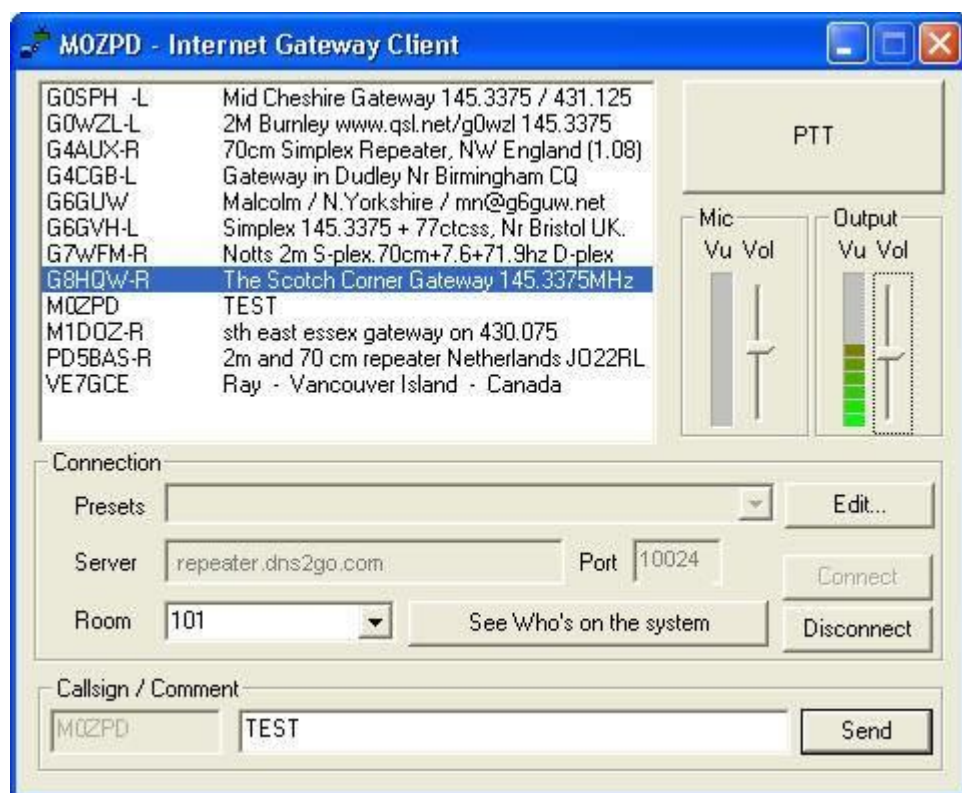 M0ZPD - Internet Gateway Client
G0SPH -L Mid Cheshire Gateway 145.3375 / 431.125
G0WZL-L 2M Burnley www.qsl.net/g0wzl 145.3375
G4AUX-R 70cm Simplex Repeater, NW England (1.08)
G4CGB-L Gateway in Dudley Nr Birmingham CQ
G6GUW Malcolm / N.Yorkshire / mn@g6guw.net
G6GVH-L Simplex 145.3375 + 77ctcss, Nr Bristol UK.
G7WFM-R Notts 2m S-plex.70cm+7.6+71.9hz D-plex
G8HQW-R The Scotch Corner Gateway 145.3375MHz
M0ZPD TEST
M1DOZ-R sth east essex gateway on 430.075
PD5BAS-R 2m and 70 cm repeater Netherlands JO22RL
VE7GCE Ray - Vancouver Island - Canada
PTT
Mic Output
Vu Vol Vu Vol
Connection
Presets Edit...
Server repeater.dns2go.com Port 10024 Connect
Room 101 See Who's on the system Disconnect
Callsign / Comment
M0ZPD TEST Send